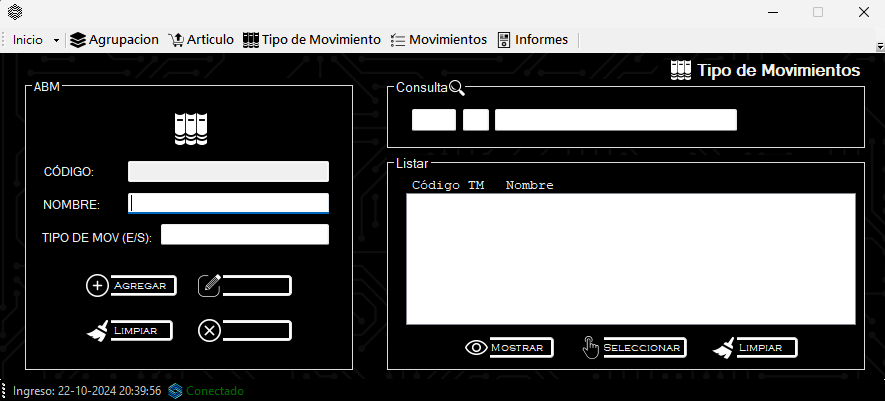 Inicio Agrupacion Articulo Tipo de Movimiento Movimientos Informes
Tipo de Movimientos
ABM
CÓDIGO:
NOMBRE:
TIPO DE MOV (E/S):
AGREGAR
LIMPIAR
Consulta
Listar
Código TM Nombre
MOSTRAR SELECCIONAR LIMPIAR
Ingreso: 22-10-2024 20:39:56 Conectado